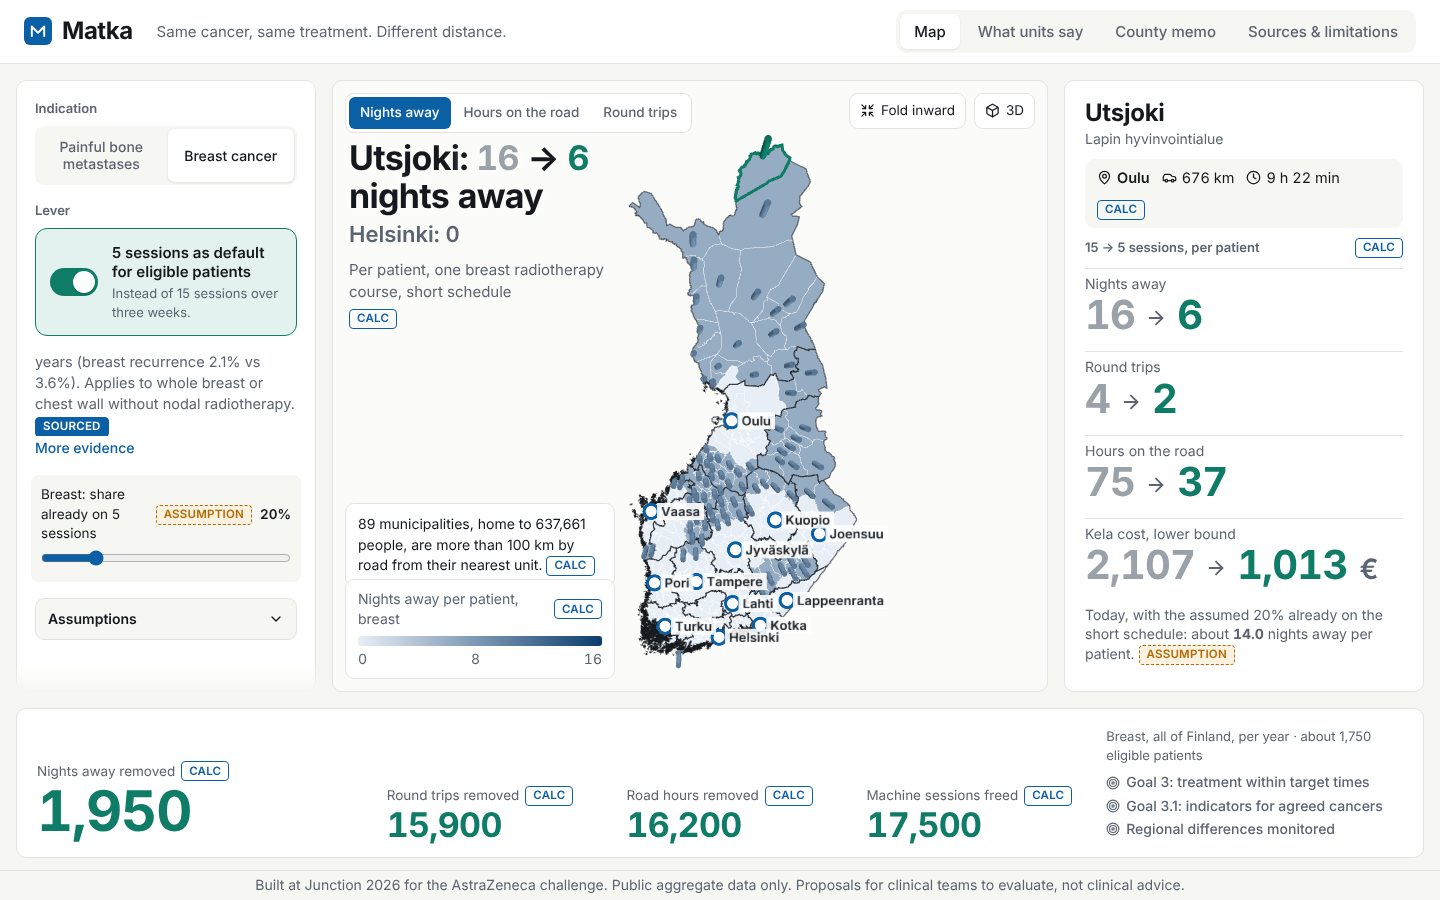 Matka
Same cancer, same treatment. Different distance.
Map
What units say
County memo
Sources & limitations
Indication
Painful bone
metastases
Breast cancer
Lever
5 sessions as default
for eligible patients
Instead of 15 sessions over
three weeks.
years (breast recurrence 2.1% vs
3.6%). Applies to whole breast or
chest wall without nodal radiotherapy.
SOURCED
More evidence
Breast: share
already on 5
sessions
ASSUMPTION
20%
Assumptions
Nights away
Hours on the road
Round trips
Fold inward
3D
Utsjoki: 16 → 6
nights away
Helsinki: 0
Per patient, one breast radiotherapy
course, short schedule
CALC
Oulu
Vaasa
Kuopio
Joensuu
Jyväskylä
Pori
Tampere
Lahti
Lappeenranta
Turku
Kotka
Helsinki
89 municipalities, home to 637,661
people, are more than 100 km by
road from their nearest unit. CALC
Nights away per patient,
breast
CALC
0 8 16
Utsjoki
Lapin hyvinvointialue
Oulu 676 km 9 h 22 min
CALC
15 → 5 sessions, per patient CALC
Nights away
16 → 6
Round trips
4 → 2
Hours on the road
75 → 37
Kela cost, lower bound
2,107 → 1,013 €
Today, with the assumed 20% already on the
short schedule: about 14.0 nights away per
patient. ASSUMPTION
Nights away removed CALC
1,950
Round trips removed CALC
15,900
Road hours removed CALC
16,200
Machine sessions freed CALC
17,500
Breast, all of Finland, per year · about 1,750
eligible patients
Goal 3: treatment within target times
Goal 3.1: indicators for agreed cancers
Regional differences monitored
Built at Junction 2026 for the AstraZeneca challenge. Public aggregate data only. Proposals for clinical teams to evaluate, not clinical advice.